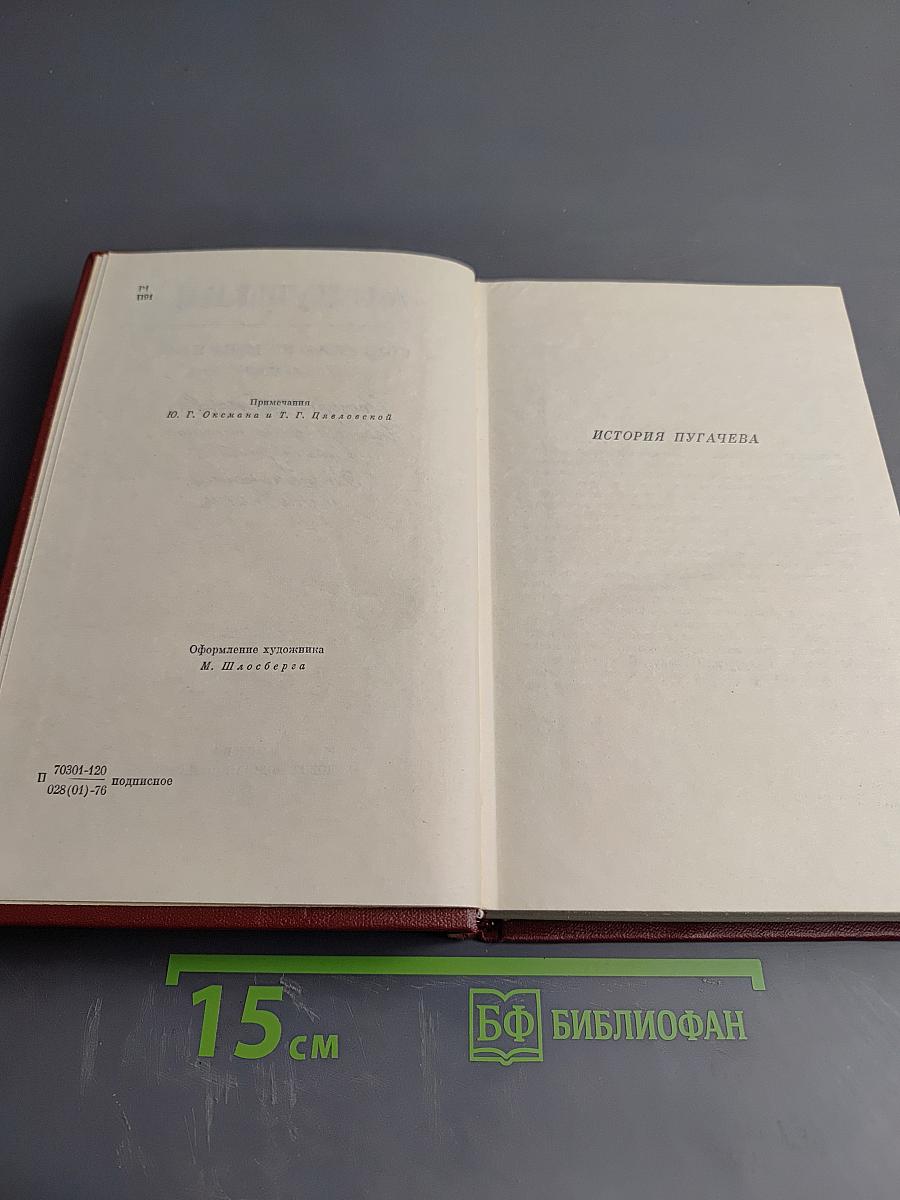 Р1
П91
Примечания
Ю. Г. Оксмана и Т. Г. Цявловской
Оформление художника
М. Шлосберга
П 70301-120
028(01)-76 подписное
ИСТОРИЯ ПУГАЧЕВА
15 см
БФ БИБЛИОФАН